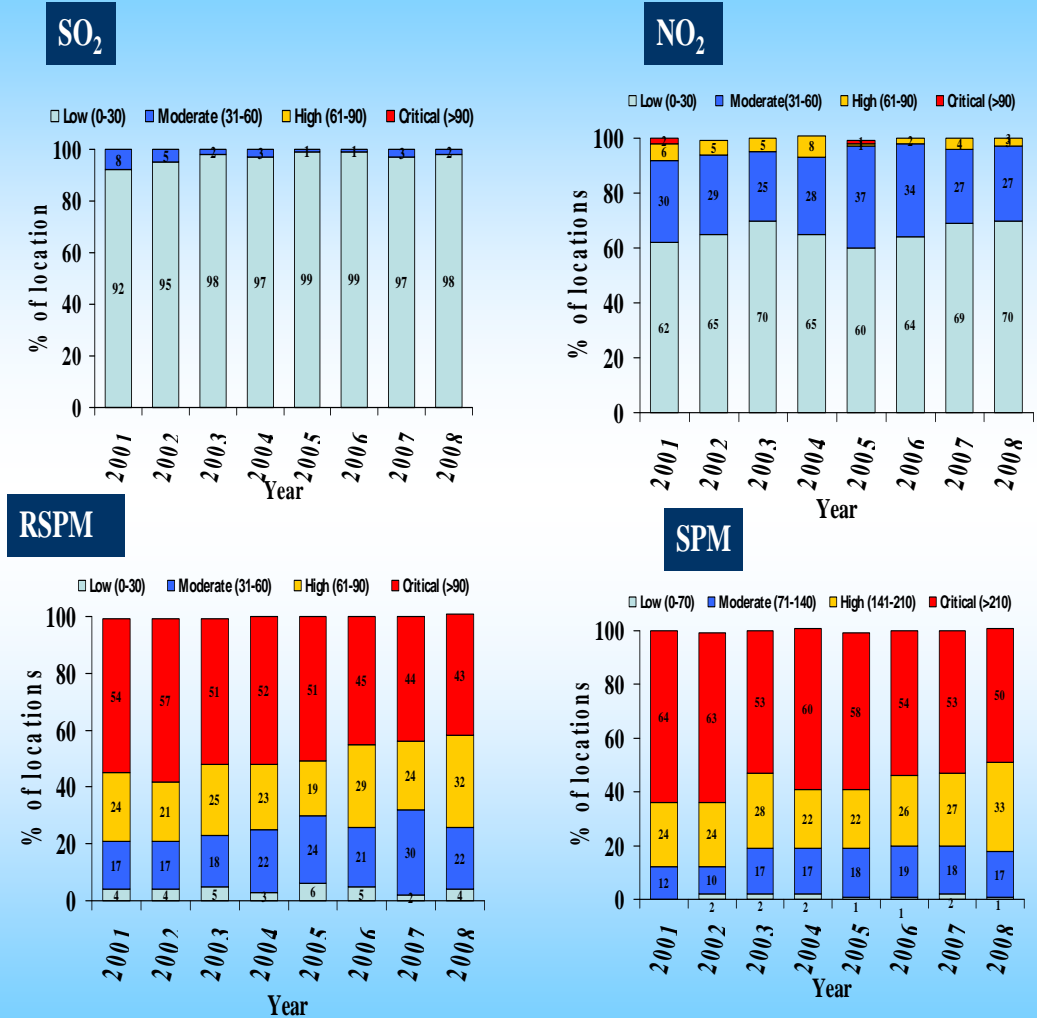 SO₂
Low (0-30) Moderate (31-60) High (61-90) Critical (>90)
% of location
100
80
60
40
20
0
8 5 2 3 1 1 3 2
92 95 98 97 99 99 97 98
2001 2002 2003 2004 2005 2006 2007 2008
Year
NO₂
Low (0-30) Moderate(31-60) High (61-90) Critical (>90)
% of locations
100
80
60
40
20
0
2 1
6 5 5 8 1 2 4 3
30 29 25 28 37 34 27 27
62 65 70 65 60 64 69 70
2001 2002 2003 2004 2005 2006 2007 2008
Year
RSPM
Low (0-30) Moderate (31-60) High (61-90) Critical (>90)
% of locations
100
80
60
40
20
0
54 57 51 52 51 45 44 43
24 21 25 23 19 29 24 32
17 17 18 22 24 21 30 22
4 4 5 3 6 5 2 4
2001 2002 2003 2004 2005 2006 2007 2008
Year
SPM
Low (0-70) Moderate (71-140) High (141-210) Critical (>210)
% of locations
100
80
60
40
20
0
64 63 53 60 58 54 53 50
24 24 28 22 22 26 27 33
12 10 17 17 18 19 18 17
2 2 2 1 1 2 1
2001 2002 2003 2004 2005 2006 2007 2008
Year